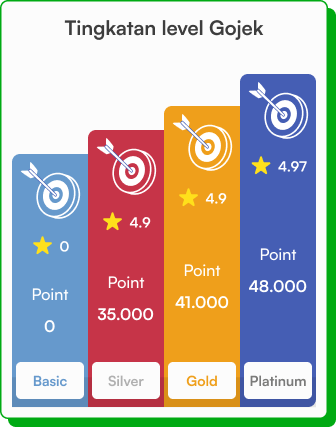 Tingkatan level Gojek
0
Point
0
Basic
4.9
Point
35.000
Silver
4.9
Point
41.000
Gold
4.97
Point
48.000
Platinum